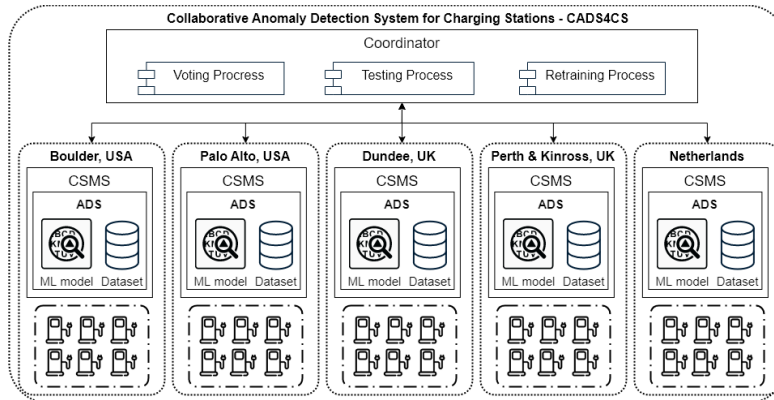 Collaborative Anomaly Detection System for Charging Stations - CADS4CS
Coordinator
Voting Procress
Testing Process
Retraining Process
Boulder, USA
Palo Alto, USA
Dundee, UK
Perth & Kinross, UK
Netherlands
CSMS
CSMS
CSMS
CSMS
CSMS
ADS
ADS
ADS
ADS
ADS
ML model Dataset
ML model Dataset
ML model Dataset
ML model Dataset
ML model Dataset